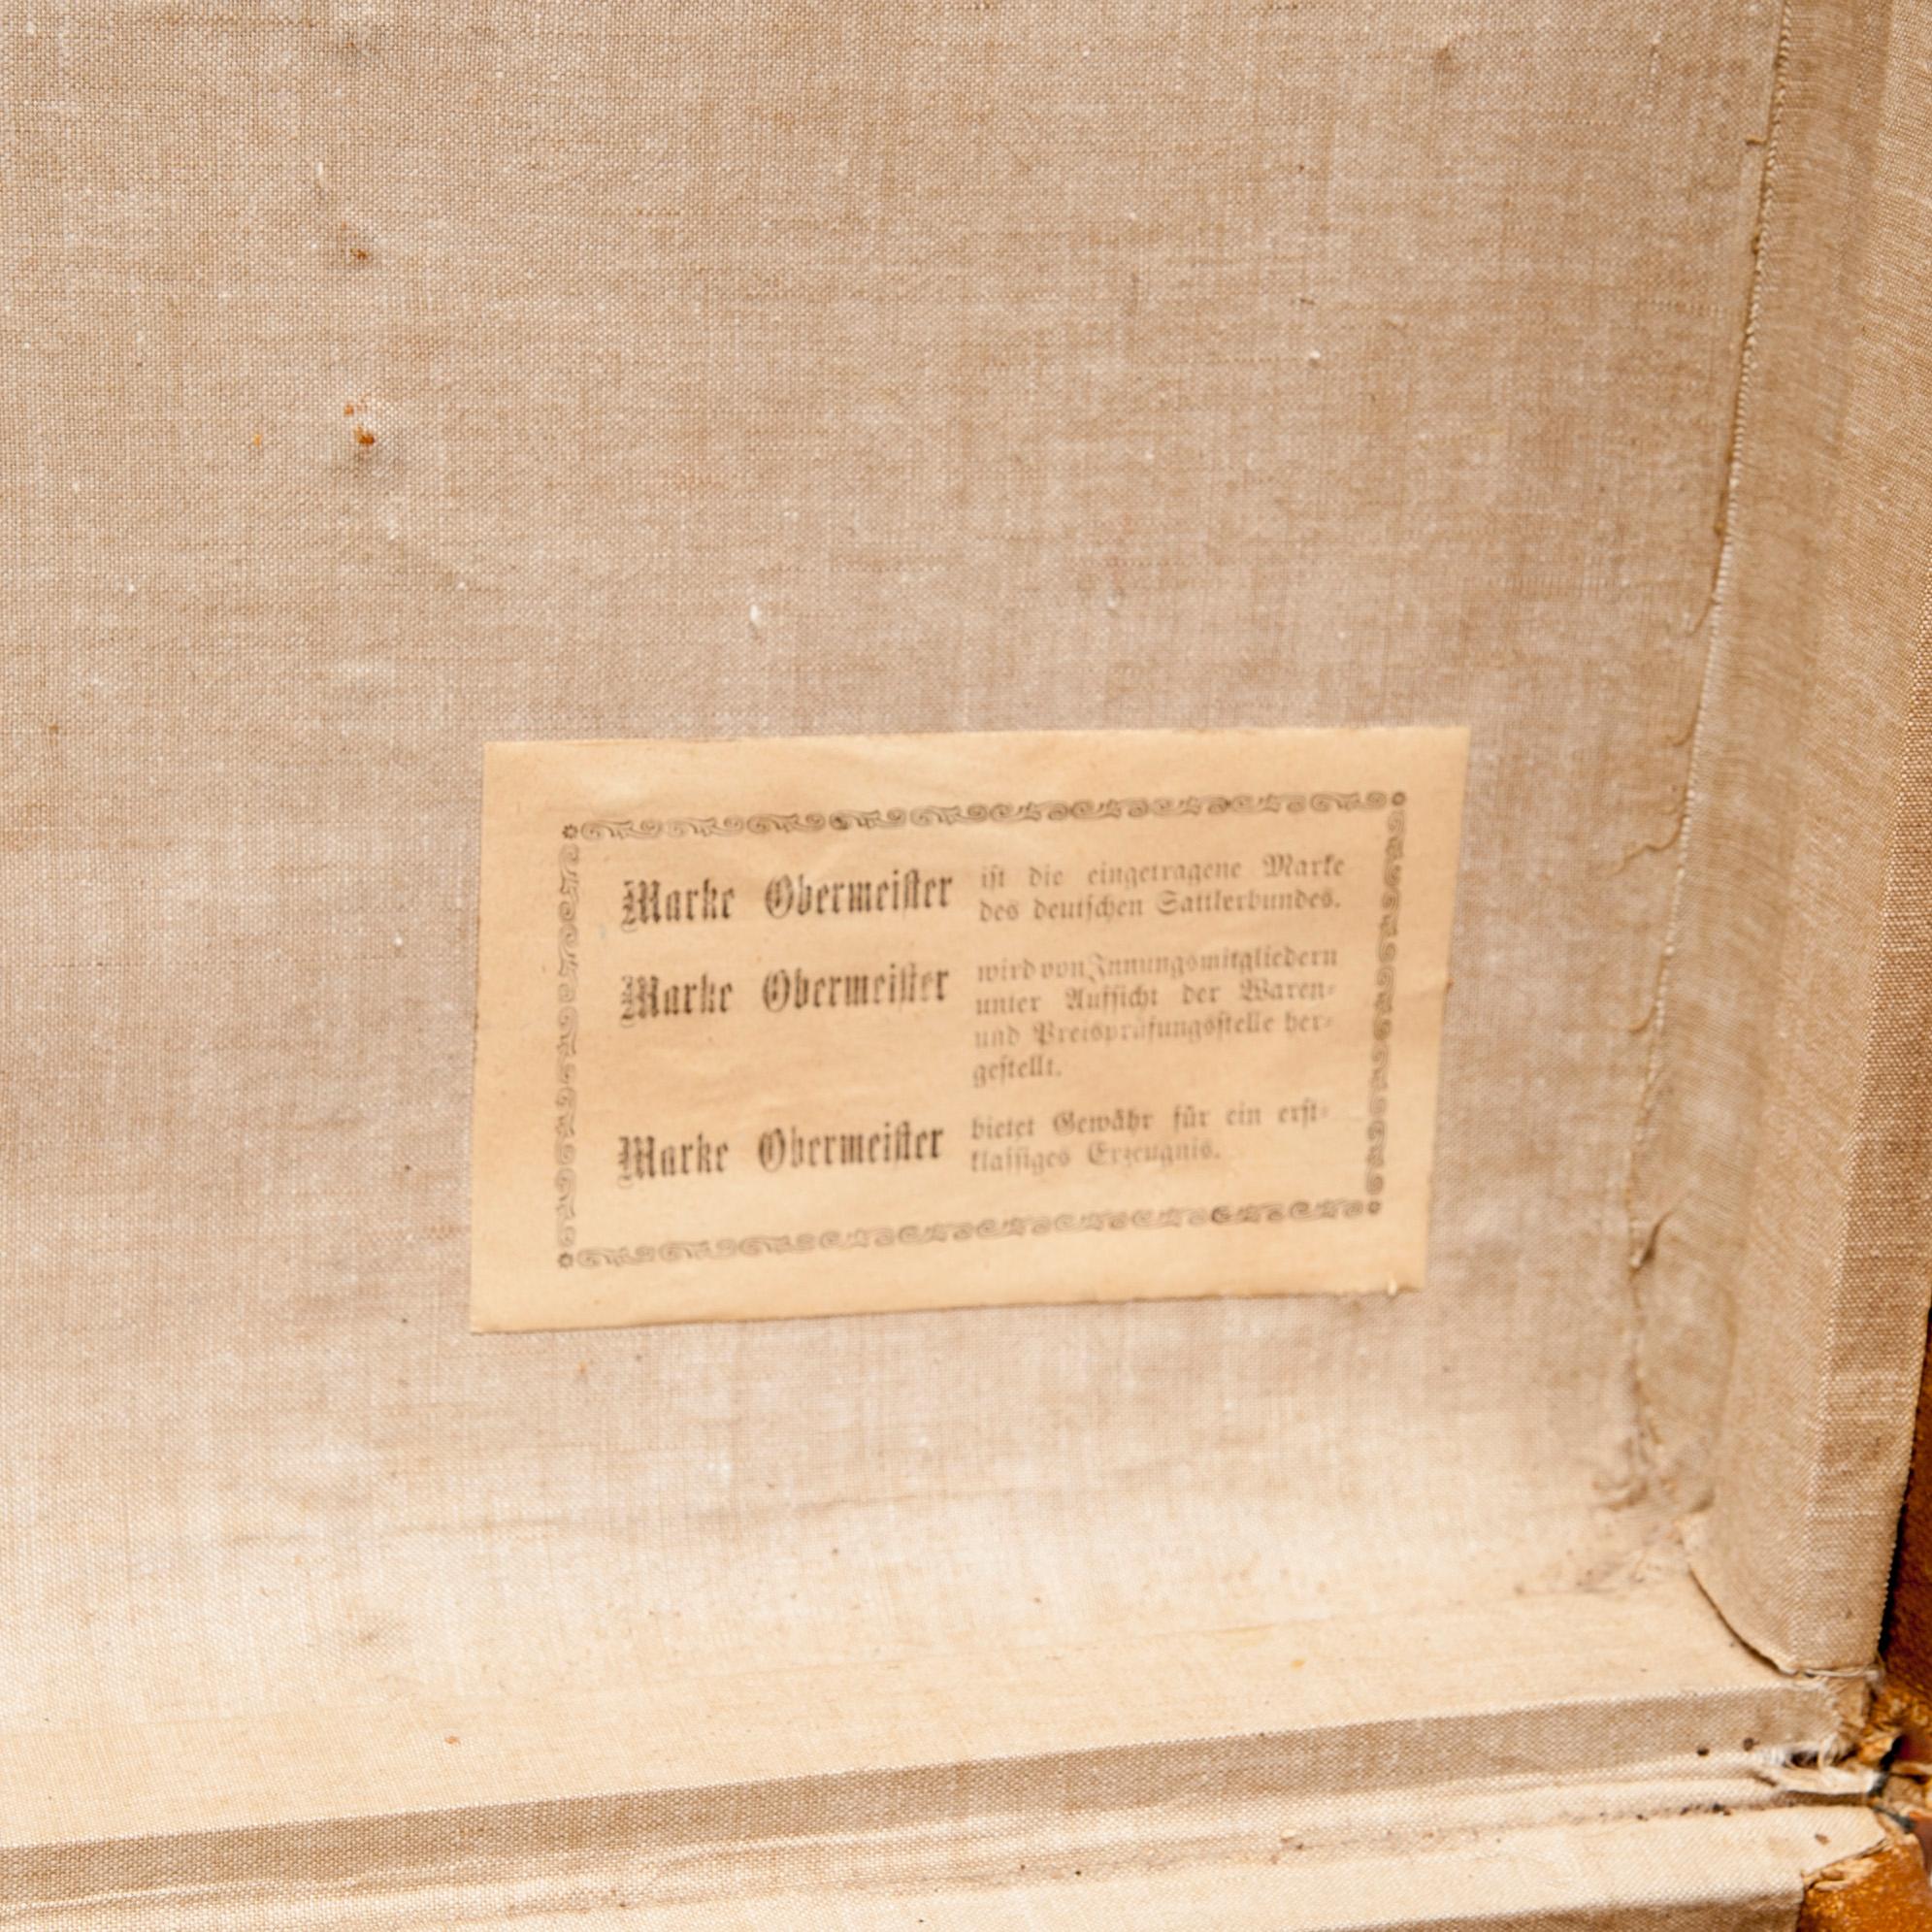 Marke Obermeister ist die eingetragene Marke
des deutschen Sattlerbundes.
Marke Obermeister wird von Innungsmitgliedern
unter Aufsicht der Waren-
und Preisprüfungsstelle her-
gestellt.
Marke Obermeister bietet Gewähr für ein erst-
klassiges Erzeugnis.